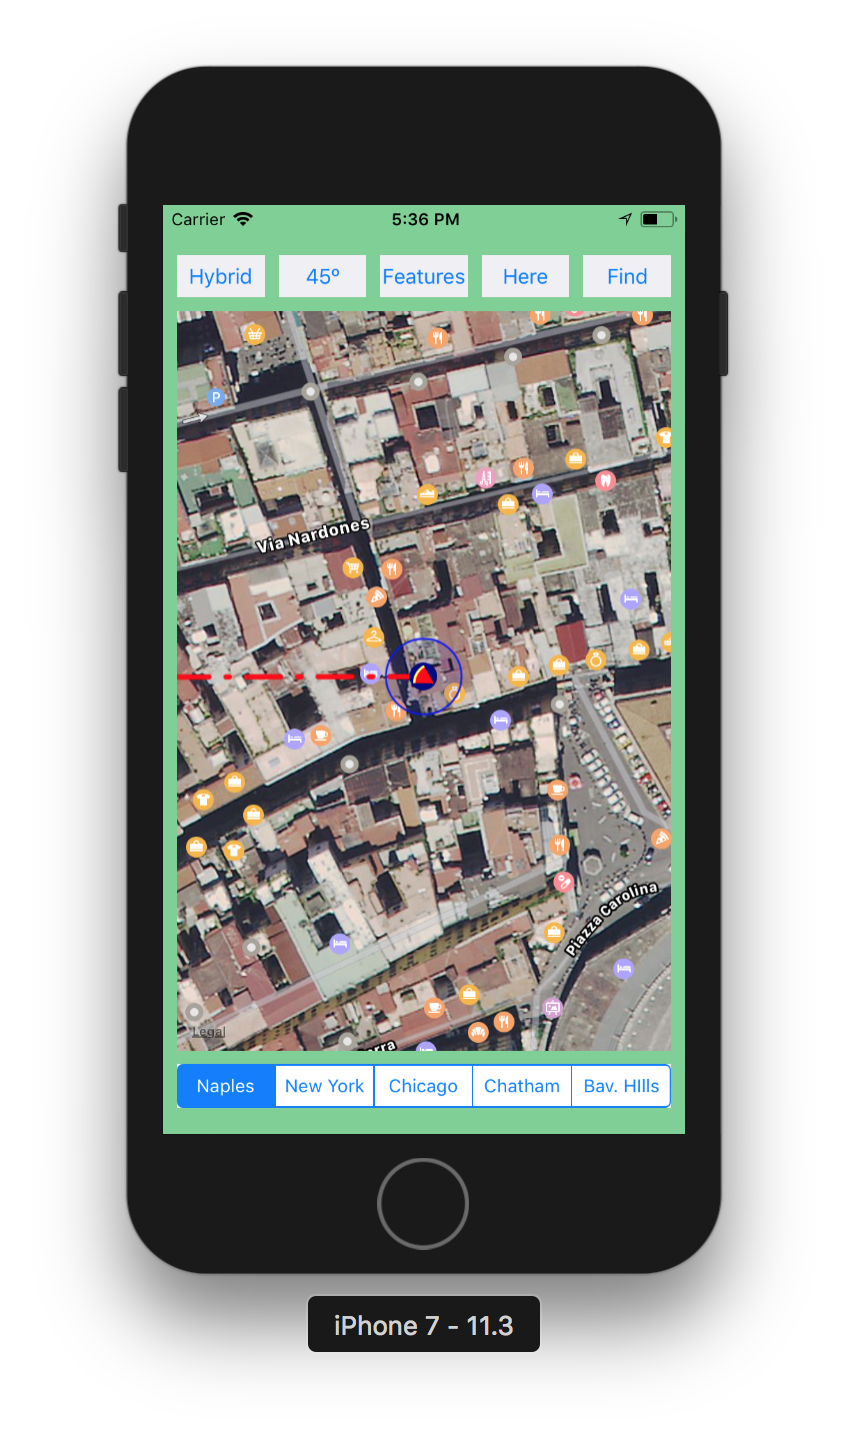 Carrier 5:36 PM
Hybrid 45º Features Here Find
P
Via Nardones
Piazza Carolina
Legal
rra
Naples New York Chicago Chatham Bav. HIlls
iPhone 7 - 11.3